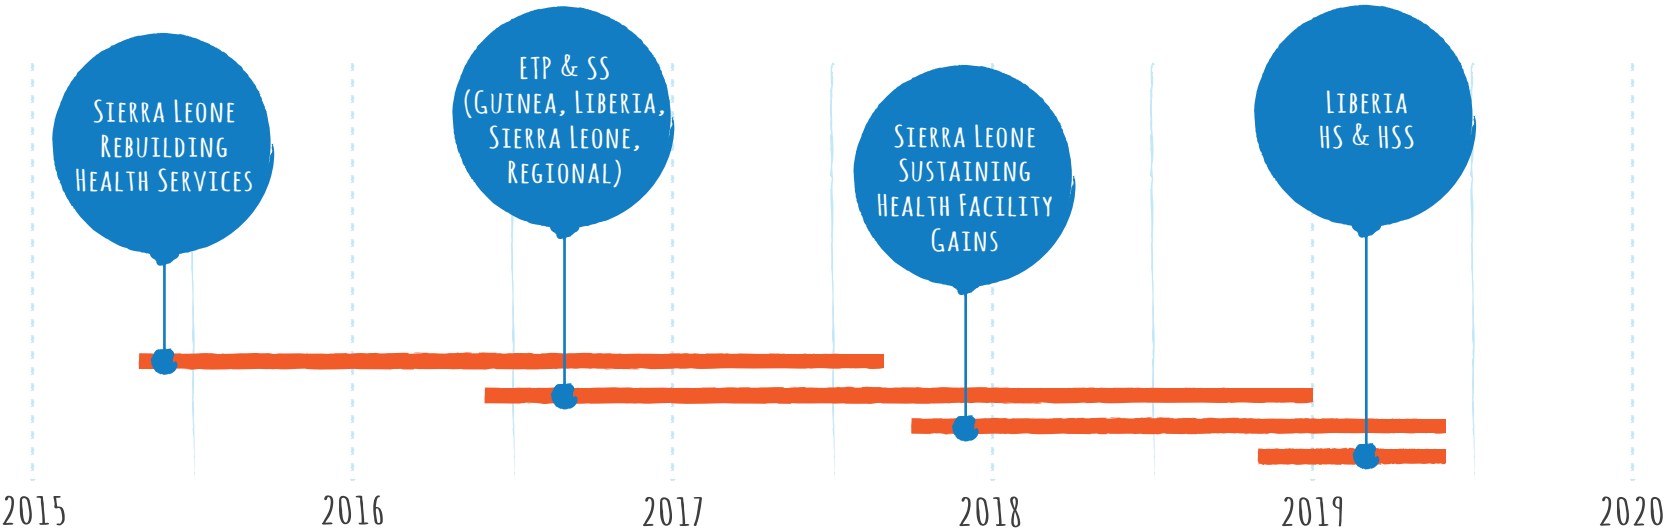 Sierra Leone
Rebuilding
Health Services
ETP & SS
(Guinea, Liberia,
Sierra Leone,
Regional)
Sierra Leone
Sustaining
Health Facility
Gains
Liberia
HS & HSS
2015
2016
2017
2018
2019
2020